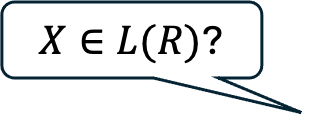 X ∈ L(R)?